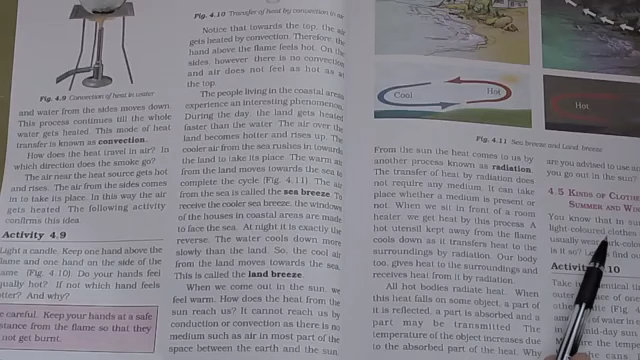 Fig. 4.9 Convection of heat in water
and water from the sides moves down.
This process continues till the whole
water gets heated. This mode of heat
transfer is known as convection.
How does the heat travel in air? In
which direction does the smoke go?
The air near the heat source gets hot
and rises. The air from the sides comes
in to take its place. In this way the air
gets heated. The following activity
confirms this idea.
Activity 4.9
Light a candle. Keep one hand above the
flame and one hand on the side of the
(Fig. 4.10) Do your hands feel
equally hot? If not which hand feels
hotter? And why?
careful. Keep your hands at a safe
distance from the flame so that they
not get burnt.
Fig. 4.10 Transfer of heat by convection in air
Notice that towards the top, the air
gets heated by convection. Therefore, the
hand above the flame feels hot. On the
sides, however, there is no convection
and air does not feel as hot as at
the top.
The people living in the coastal areas
experience an interesting phenomenon.
During the day, the land gets heated
faster than the water. The air over the
land becomes hotter and rises up. The
cooler air from the sea rushes in towards
the land to take its place. The warm air
from the land moves towards the sea to
complete the cycle (Fig. 4.11). The air
from the sea is called the sea breeze. To
receive the cooler sea breeze, the windows
of the houses in coastal areas are made
to face the sea. At night it is exactly the
reverse. The water cools down more
slowly than the land. So, the cool air
from the land moves towards the sea.
This is called the land breeze.
When we come out in the sun, we
feel warm. How does the heat from the
sun reach us? It cannot reach us by
conduction or convection as there is no
medium such as air in most part of the
space between the earth and the sun.
Cool Hot
Hot
Fig. 4.11 Sea breeze and Land breeze
From the sun the heat comes to us by
another process known as radiation.
The transfer of heat by radiation does
not require any medium. It can take
place whether a medium is present or
not. When we sit in front of a room
heater, we get heat by this process. A
hot utensil kept away from the flame
cools down as it transfers heat to the
surroundings by radiation. Our body
too, gives heat to the surroundings and
receives heat from it by radiation.
All hot bodies radiate heat. When
this heat falls on some object, a part of
it is reflected, a part is absorbed and a
part may be transmitted. The
temperature of the object increases due
to the absorbed part of the heat. Why
are you advised to use an
you go out in the sun?
4.5 KINDS OF
SUMMER AND
You know that in
light-coloured clothes
usually wear
is it so? Let
Activity 4.10
Take